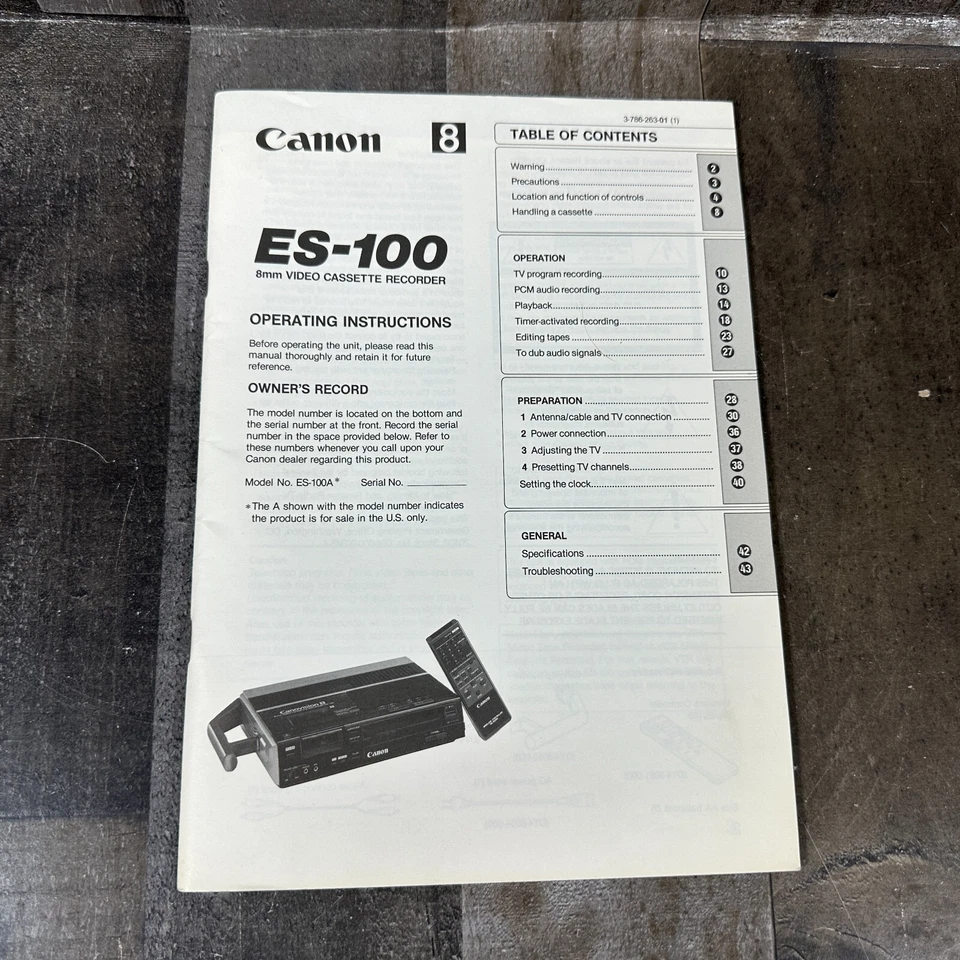 Canon 8
ES-100
8mm VIDEO CASSETTE RECORDER
OPERATING INSTRUCTIONS
Before operating the unit, please read this
manual thoroughly and retain it for future
reference.
OWNER'S RECORD
The model number is located on the bottom and
the serial number at the front. Record the serial
number in the space provided below. Refer to
these numbers whenever you call upon your
Canon dealer regarding this product.
Model No. ES-100A* Serial No. ___________
*The A shown with the model number indicates
the product is for sale in the U.S. only.
Canovision 8
Canon
Canon
3-786-263-01 (1)
TABLE OF CONTENTS
Warning.................................................... 2
Precautions............................................... 3
Location and function of controls................ 4
Handling a cassette................................... 8
OPERATION
TV program recording................................ 10
PCM audio recording................................. 13
Playback................................................... 14
Timer-activated recording........................... 18
Editing tapes............................................. 23
To dub audio signals.................................. 27
PREPARATION......................................... 28
1 Antenna/cable and TV connection............ 30
2 Power connection................................... 36
3 Adjusting the TV.................................... 37
4 Presetting TV channels........................... 38
Setting the clock........................................ 40
GENERAL
Specifications............................................ 42
Troubleshooting......................................... 43